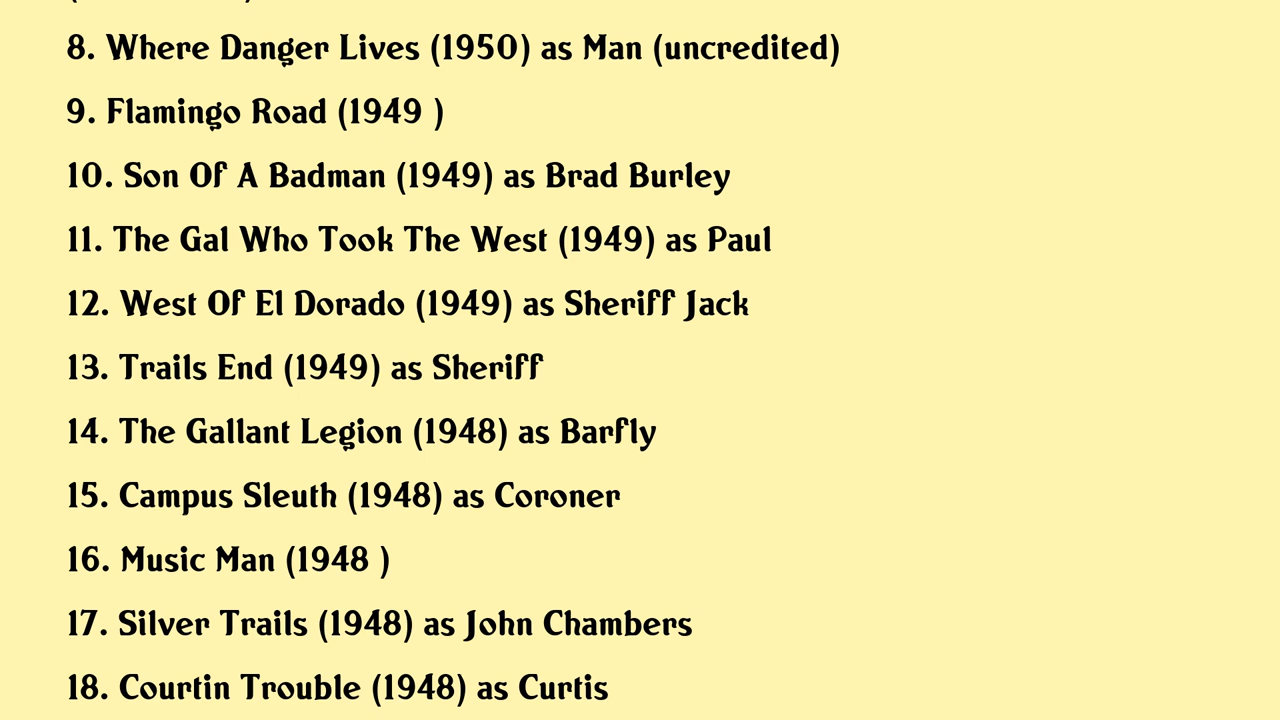 8. Where Danger Lives (1950) as Man (uncredited)
9. Flamingo Road (1949 )
10. Son Of A Badman (1949) as Brad Burley
11. The Gal Who Took The West (1949) as Paul
12. West Of El Dorado (1949) as Sheriff Jack
13. Trails End (1949) as Sheriff
14. The Gallant Legion (1948) as Barfly
15. Campus Sleuth (1948) as Coroner
16. Music Man (1948 )
17. Silver Trails (1948) as John Chambers
18. Courtin Trouble (1948) as Curtis